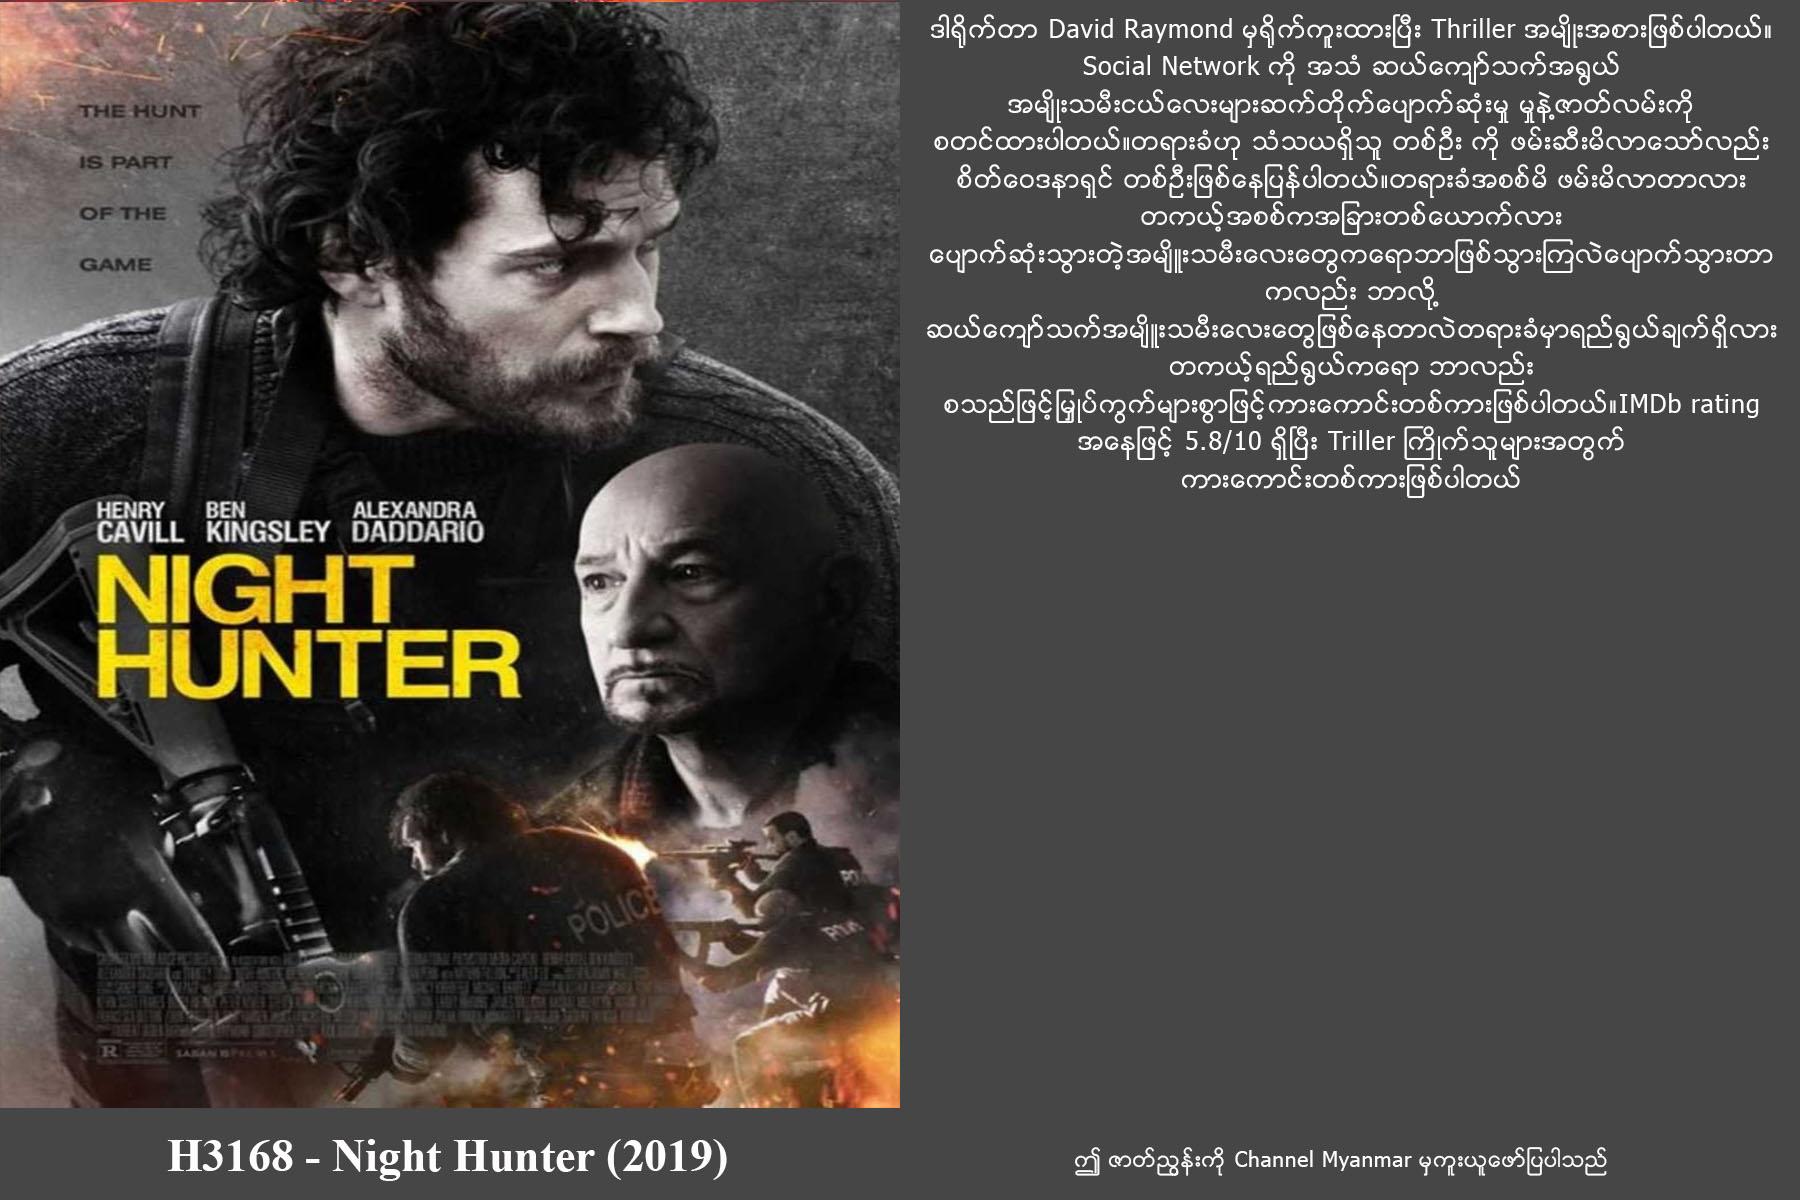 THE HUNT
IS PART
OF THE
GAME
HENRY CAVILL
BEN KINGSLEY
ALEXANDRA DADDARIO
NIGHT
HUNTER
POLICE
R
H3168 - Night Hunter (2019)
ဒါရိုက်တာ David Raymond မှရိုက်ကူးထားပြီး Thriller အမျိုးအစားဖြစ်ပါတယ်။
Social Network ကို အသံ ဆယ်ကျော်သက်အရွယ်
အမျိုးသမီးငယ်လေးများဆက်တိုက်ပျောက်ဆုံးမှု မှုနဲ့ဇာတ်လမ်းကို
စတင်ထားပါတယ်။တရားခံဟု သံသယရှိသူ တစ်ဦး ကို ဖမ်းဆီးမိလာသော်လည်း
စိတ်ဝေဒနာရှင် တစ်ဦးဖြစ်နေပြန်ပါတယ်။တရားခံအစစ်မိ ဖမ်းမိလာတာလား
တကယ့်အစစ်ကအခြားတစ်ယောက်လား
ပျောက်ဆုံးသွားတဲ့အမျိူးသမီးလေးတွေကရောဘာဖြစ်သွားကြလဲပျောက်သွားတာ
ကလည်း ဘာလို့
ဆယ်ကျော်သက်အမျိူးသမီးလေးတွေဖြစ်နေတာလဲတရားခံမှာရည်ရွယ်ချက်ရှိလား
တကယ့်ရည်ရွယ်ကရော ဘာလည်း
စသည်ဖြင့်မြှုပ်ကွက်များစွာဖြင့်ကားကောင်းတစ်ကားဖြစ်ပါတယ်။IMDb rating
အနေဖြင့် 5.8/10 ရှိပြီး Triller ကြိုက်သူများအတွက်
ကားကောင်းတစ်ကားဖြစ်ပါတယ်
ဤ ဇာတ်ညွှန်းကို Channel Myanmar မှကူးယူဖော်ပြပါသည်